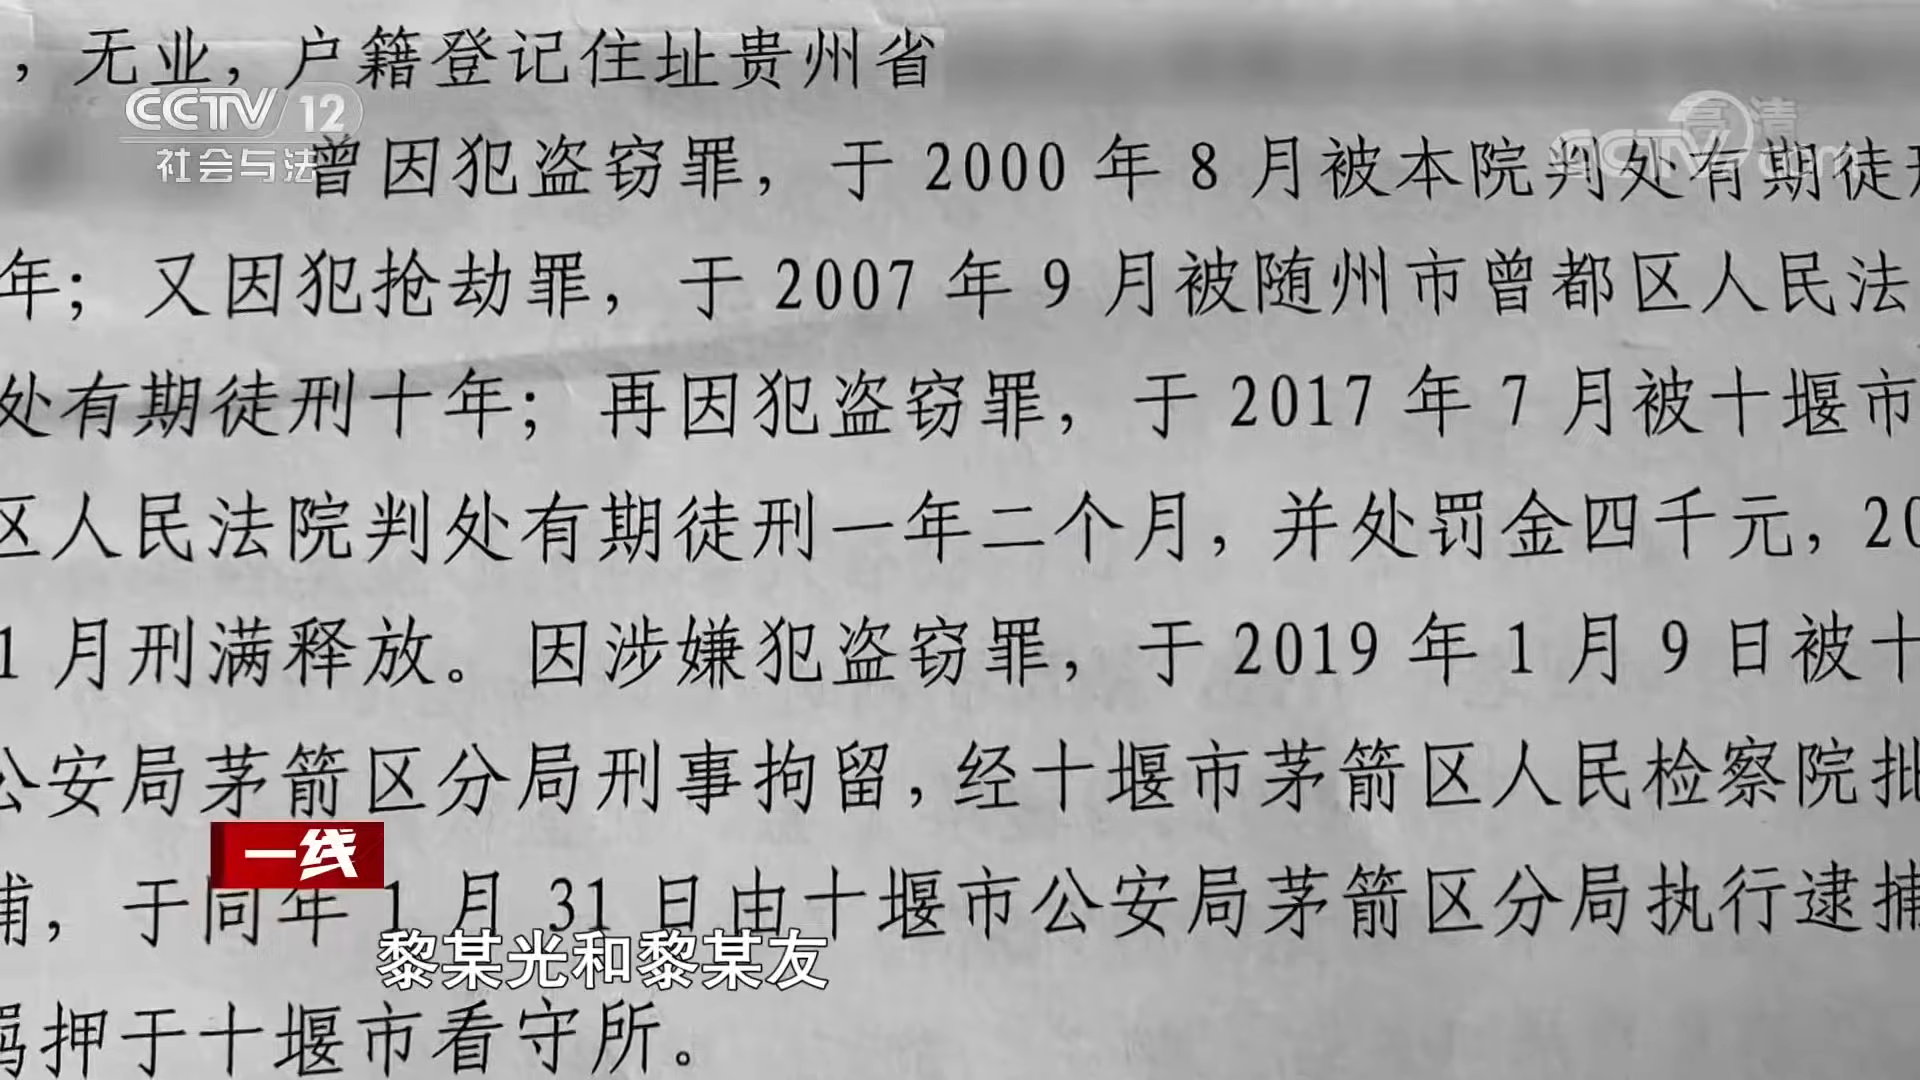 ，无业，户籍登记住址贵州省
CCTV 12
社会与法
高清
CCTV.com
曾因犯盗窃罪，于 2000 年 8 月被本院判处有期徒刑
年；又因犯抢劫罪，于 2007 年 9 月被随州市曾都区人民法
处有期徒刑十年；再因犯盗窃罪，于 2017 年 7 月被十堰市
区人民法院判处有期徒刑一年二个月，并处罚金四千元，20
1 月刑满释放。因涉嫌犯盗窃罪，于 2019 年 1 月 9 日被十
公安局茅箭区分局刑事拘留，经十堰市茅箭区人民检察院批
一线
捕，于同年 1 月 31 日由十堰市公安局茅箭区分局执行逮捕
黎某光和黎某友
押于十堰市看守所。